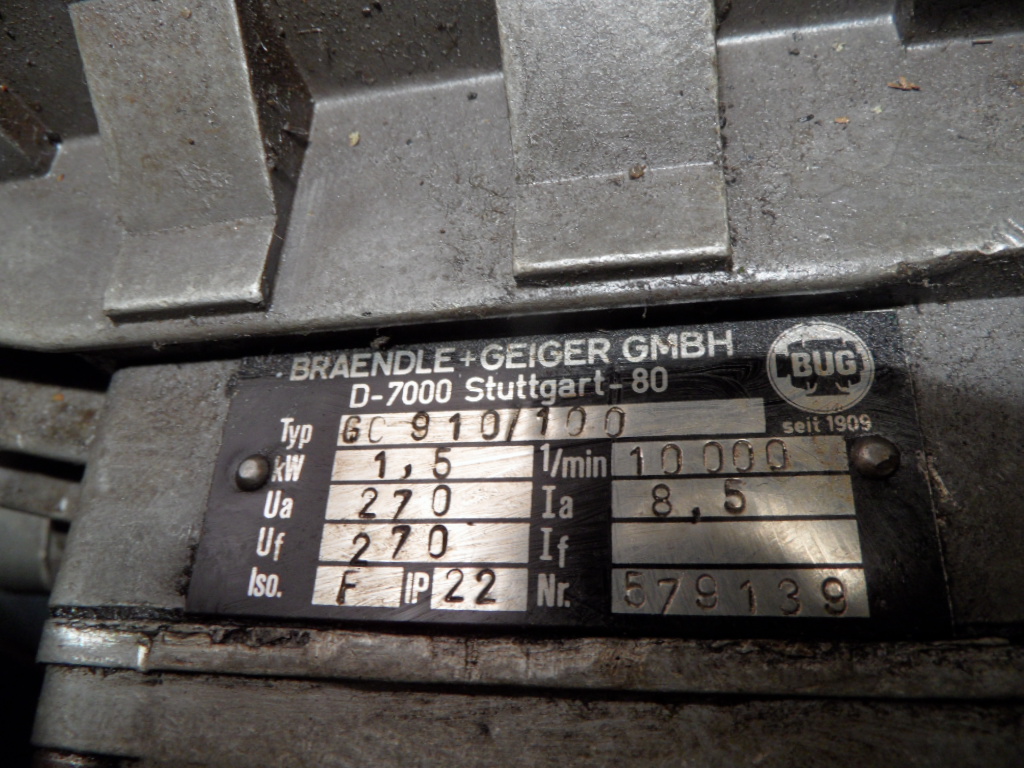 BRAENDLE+GEIGER GMBH
D-7000 Stuttgart-80
BUG
seit 1909
Typ GC 910/100
kW 1,5 1/min 10000
Ua 270 Ia 8,5
Uf 270 If
Iso. F IP 22 Nr. 579139